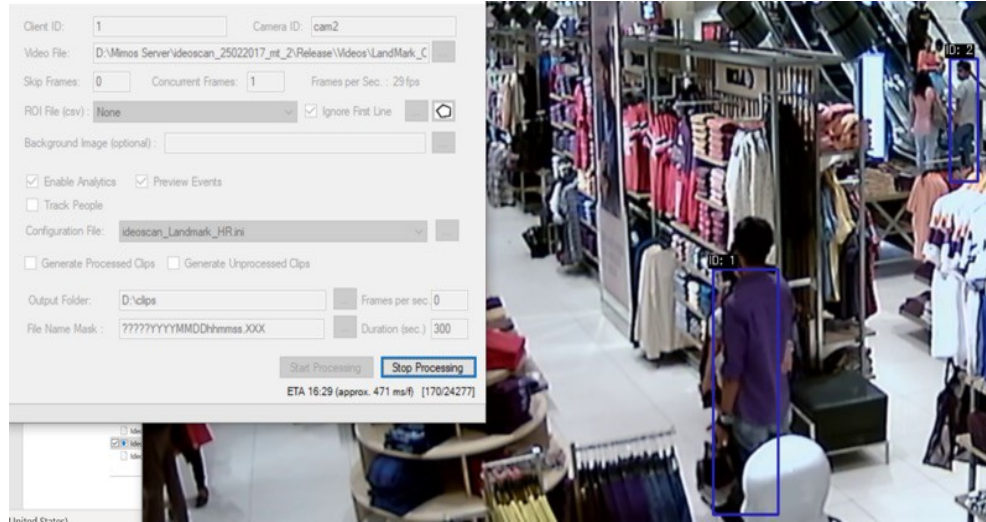 Client ID: 1 Camera ID: cam2
Video File: D:\Mimos Server\ideoscan_25022017_mt_2\Release\Videos\LandMark_C ...
Skip Frames: 0 Concurrent Frames: 1 Frames per Sec. : 29 fps
ROI File (csv) : None Ignore First Line ...
Background Image (optional) : ...
Enable Analytics Preview Events
Track People
Configuration File: ideoscan_Landmark_HR.ini ...
Generate Processed Clips Generate Unprocessed Clips
Output Folder: D:\clips ... Frames per sec. 0
File Name Mask : ?????YYYYMMDDhhmmss.XXX ... Duration (sec.) 300
Start Processing Stop Processing
ETA 16:29 (approx. 471 ms/f) [170/24277]
United States)
ID: 2
ID: 1